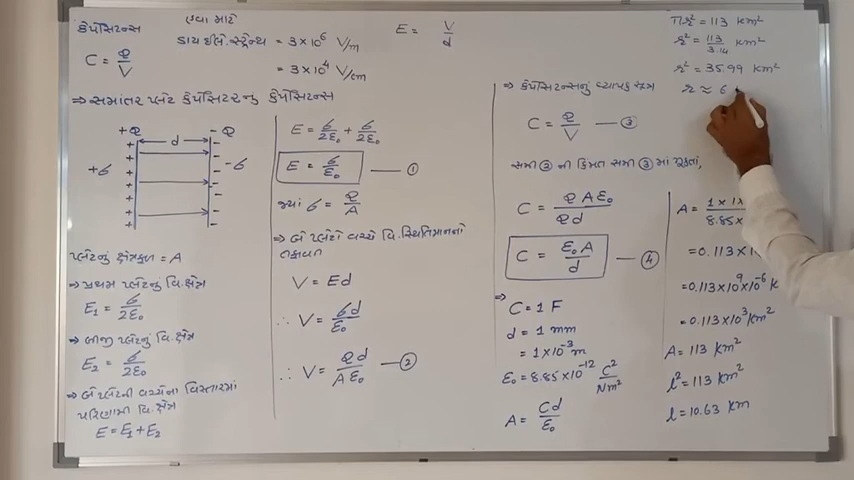 કેપેસિટન્સ
C = Q/V
હવા માટે
ડાય ઈલે. સ્ટ્રેન્થ = 3×10⁶ V/m
= 3×10⁴ V/cm
E = V/d
⇒ સમાંતર પ્લેટ કેપેસિટરનું કેપેસિટન્સ
+Q - Q
d
+σ -σ
પ્લેટનું ક્ષેત્રફળ = A
⇒ પ્રથમ પ્લેટનું વિ.ક્ષેત્ર
E₁ = σ/2ε₀
⇒ બીજી પ્લેટનું વિ.ક્ષેત્ર
E₂ = σ/2ε₀
⇒ બે પ્લેટની વચ્ચેના વિસ્તારમાં
પરિણામી વિ.ક્ષેત્ર
E = E₁ + E₂
E = σ/2ε₀ + σ/2ε₀
E = σ/ε₀ — ①
જ્યાં σ = Q/A
⇒ બે પ્લેટો વચ્ચે વિ.સ્થિતિમાનનો
તફાવત
V = Ed
∴ V = σd/ε₀
∴ V = Qd/Aε₀ — ②
⇒ કેપેસિટન્સનું વ્યાપક સૂત્ર
C = Q/V — ③
સમી ② ની કિંમત સમી ③ માં મૂકતાં,
C = QAε₀/Qd
C = ε₀A/d — ④
⇒
C = 1 F
d = 1 mm
= 1×10⁻³ m
ε₀ = 8.85×10⁻¹² C²/Nm²
A = Cd/ε₀
πr² = 113 km²
r² = 113/3.14 km²
r² = 35.99 km²
r ≈ 6
A = 1×1×/8.85×
= 0.113×10
= 0.113×10⁹×10⁻⁶ k
= 0.113×10³ km²
A = 113 km²
l² = 113 km²
l = 10.63 km